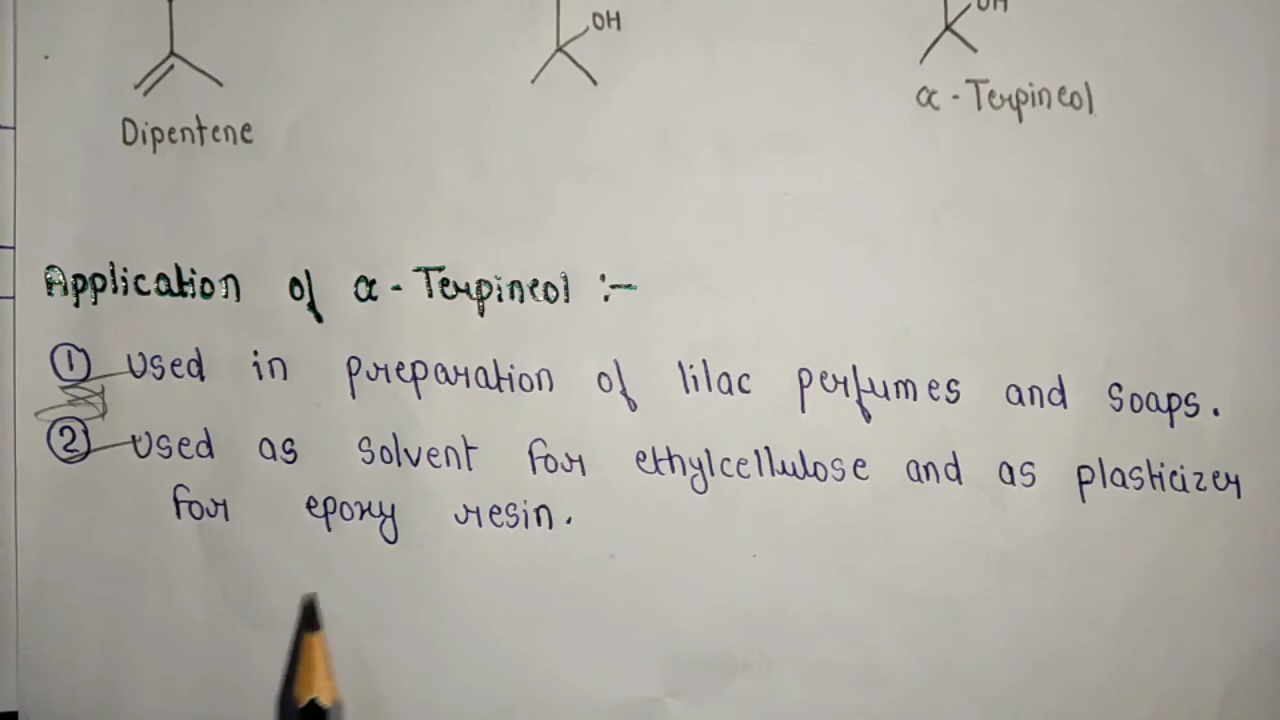 OH
OH
α-Terpineol
Dipentene
Application of α-Terpineol :-
① Used in preparation of lilac perfumes and Soaps.
② Used as solvent for ethylcellulose and as plasticizer
for epoxy resin.